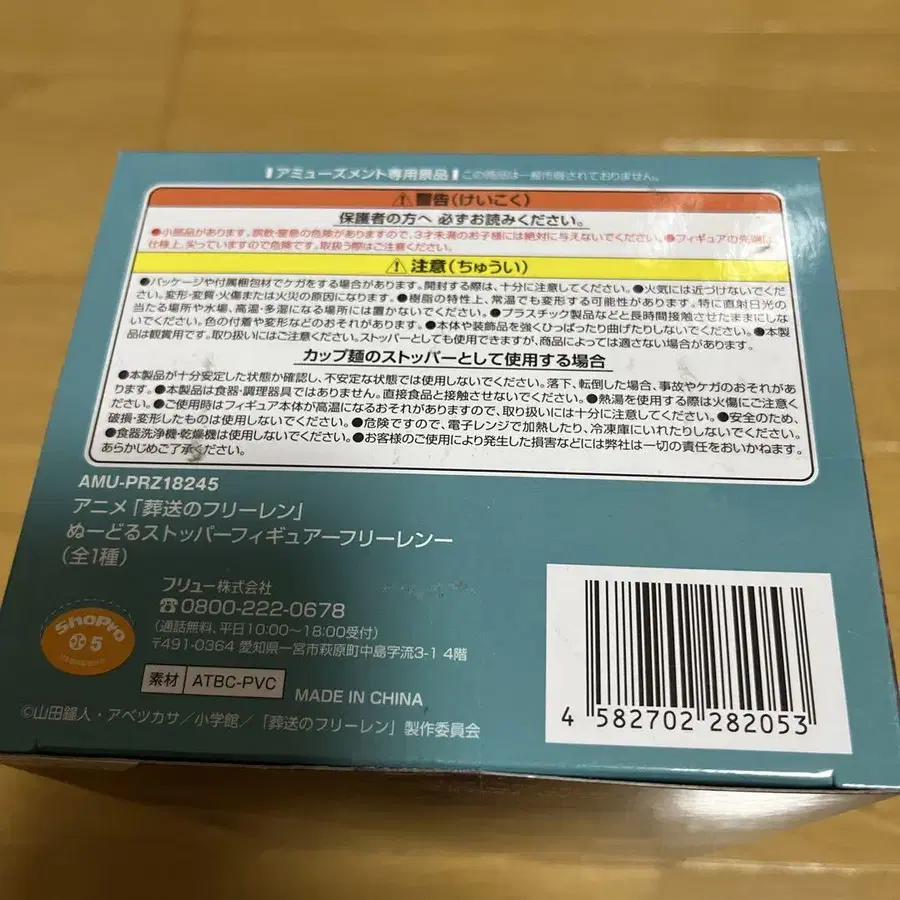 アミューズメント専用景品 この商品は一般市販されておりません。
⚠警告(けいこく)
保護者の方へ 必ずお読みください。
●小部品があります。誤飲・窒息の危険がありますので、3才未満のお子様には絶対に与えないでください。●フィギュアの先端は
仕様上、尖っていますので危険です。取扱う際はご注意ください。
⚠注意(ちゅうい)
●パッケージや付属梱包材でケガをする場合があります。開封する際は、十分に注意してください。●火気には近づけないでくだ
さい。変形・変質・火傷または火災の原因になります。●樹脂の特性上、常温でも変形する可能性があります。特に直射日光の
当たる場所や水場、高温・多湿になる場所には置かないでください。●プラスチック製品などと長時間接触させたままにしな
いでください。色の付着や変形などのおそれがあります。●本体や装飾品を強くひっぱったり曲げたりしないでください。●本製
品は観賞用です。取り扱いにはご注意ください。ストッパーとしても使用できますが、商品によっては適さない場合があります。
カップ麺のストッパーとして使用する場合
●本製品が十分安定した状態か確認し、不安定な状態では使用しないでください。落下、転倒した場合、事故やケガのおそれがあ
ります。●本製品は食器・調理器具ではありません。直接食品と接触させないでください。●熱湯を使用する際は火傷にご注意く
ださい。●ご使用時はフィギュア本体が高温になるおそれがありますので、取り扱いには十分に注意してください。●安全のため、
破損・変形したものは使用しないでください。●危険ですので、電子レンジで加熱したり、冷凍庫にいれたりしないでください。
●食器洗浄機・乾燥機は使用しないでください。●お客様のご使用により発生した損害などには弊社は一切の責任をおいかねます。
あらかじめご了承ください。
AMU-PRZ18245
アニメ「葬送のフリーレン」
ぬーどるストッパーフィギュアーフリーレンー
(全1種)
フリュー株式会社
☎0800-222-0678
(通話無料、平日10:00～18:00受付)
〒491-0364 愛知県一宮市萩原町中島字流3-1 4階
ShoPro
5
素材 ATBC-PVC
MADE IN CHINA
©山田鐘人・アベツカサ／小学館／「葬送のフリーレン」製作委員会
4 582702 282053